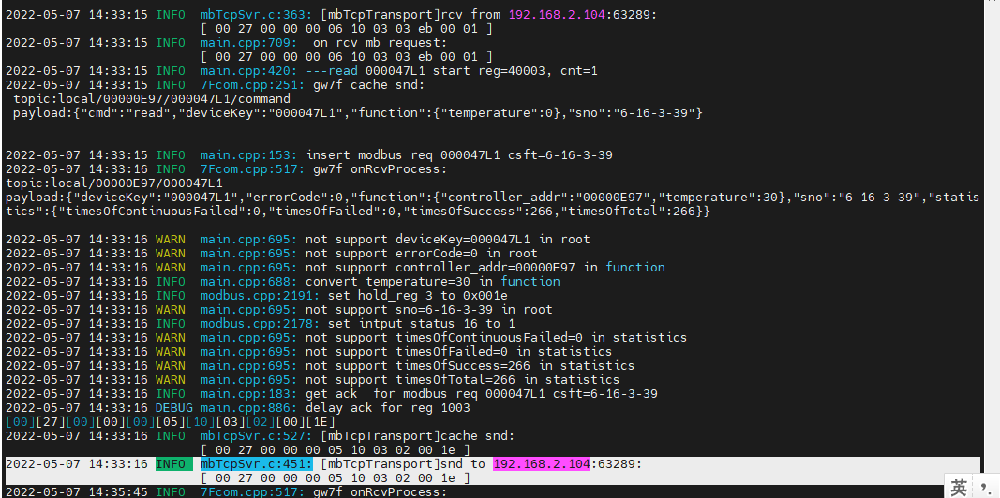 2022-05-07 14:33:15 INFO  mbTcpSvr.c:363: [mbTcpTransport]rcv from 192.168.2.104:63289:
[ 00 27 00 00 00 06 10 03 03 eb 00 01 ]
2022-05-07 14:33:15 INFO  main.cpp:709:  on rcv mb request:
[ 00 27 00 00 00 06 10 03 03 eb 00 01 ]
2022-05-07 14:33:15 INFO  main.cpp:420: ---read 000047L1 start reg=40003, cnt=1
2022-05-07 14:33:15 INFO  7Fcom.cpp:251: gw7f cache snd:
topic:local/00000E97/000047L1/command
payload:{"cmd":"read","deviceKey":"000047L1","function":{"temperature":0},"sno":"6-16-3-39"}
2022-05-07 14:33:15 INFO  main.cpp:153: insert modbus req 000047L1 csft=6-16-3-39
2022-05-07 14:33:16 INFO  7Fcom.cpp:517: gw7f onRcvProcess:
topic:local/00000E97/000047L1
payload:{"deviceKey":"000047L1","errorCode":0,"function":{"controller_addr":"00000E97","temperature":30},"sno":"6-16-3-39","statis
tics":{"timesOfContinuousFailed":0,"timesOfFailed":0,"timesOfSuccess":266,"timesOfTotal":266}}
2022-05-07 14:33:16 WARN  main.cpp:695: not support deviceKey=000047L1 in root
2022-05-07 14:33:16 WARN  main.cpp:695: not support errorCode=0 in root
2022-05-07 14:33:16 WARN  main.cpp:695: not support controller_addr=00000E97 in function
2022-05-07 14:33:16 INFO  main.cpp:688: convert temperature=30 in function
2022-05-07 14:33:16 INFO  modbus.cpp:2191: set hold_reg 3 to 0x001e
2022-05-07 14:33:16 WARN  main.cpp:695: not support sno=6-16-3-39 in root
2022-05-07 14:33:16 INFO  modbus.cpp:2178: set intput_status 16 to 1
2022-05-07 14:33:16 WARN  main.cpp:695: not support timesOfContinuousFailed=0 in statistics
2022-05-07 14:33:16 WARN  main.cpp:695: not support timesOfFailed=0 in statistics
2022-05-07 14:33:16 WARN  main.cpp:695: not support timesOfSuccess=266 in statistics
2022-05-07 14:33:16 WARN  main.cpp:695: not support timesOfTotal=266 in statistics
2022-05-07 14:33:16 INFO  main.cpp:183: get ack  for modbus req 000047L1 csft=6-16-3-39
2022-05-07 14:33:16 DEBUG main.cpp:886: delay ack for reg 1003
[00][27][00][00][00][05][10][03][02][00][1E]
2022-05-07 14:33:16 INFO  mbTcpSvr.c:527: [mbTcpTransport]cache snd:
[ 00 27 00 00 00 05 10 03 02 00 1e ]
2022-05-07 14:33:16 INFO  mbTcpSvr.c:451: [mbTcpTransport]snd to 192.168.2.104:63289:
[ 00 27 00 00 00 05 10 03 02 00 1e ]
2022-05-07 14:35:45 INFO  7Fcom.cpp:517: gw7f onRcvProcess:
英